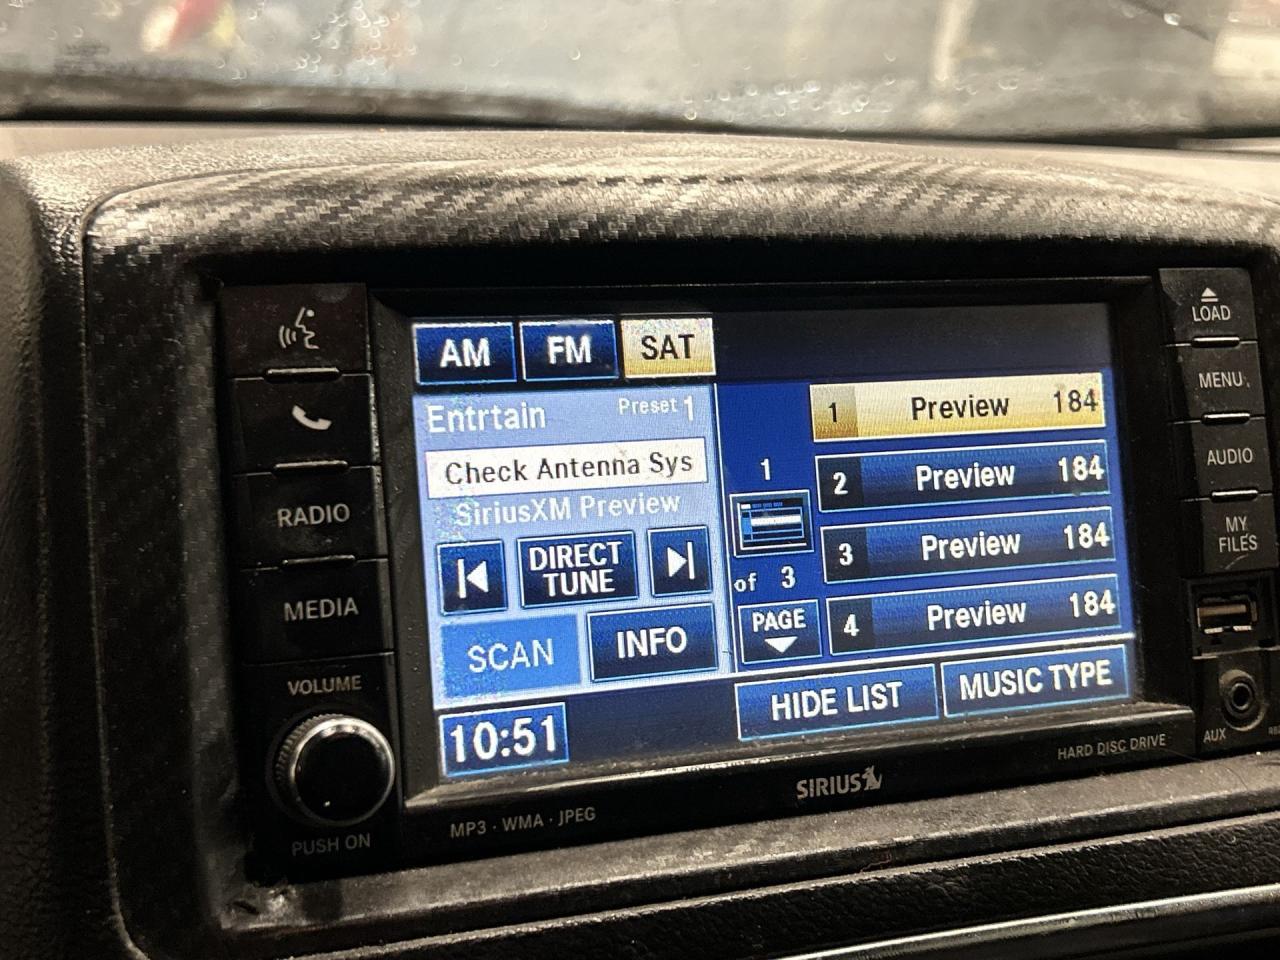 AM FM SAT
Entrtain Preset 1
Check Antenna Sys
SiriusXM Preview
DIRECT
TUNE
SCAN INFO
10:51
1
of 3
PAGE
1 Preview 184
2 Preview 184
3 Preview 184
4 Preview 184
HIDE LIST MUSIC TYPE
RADIO
MEDIA
VOLUME
PUSH ON
LOAD
MENU
AUDIO
MY
FILES
AUX
HARD DISC DRIVE
SIRIUS
MP3 · WMA · JPEG